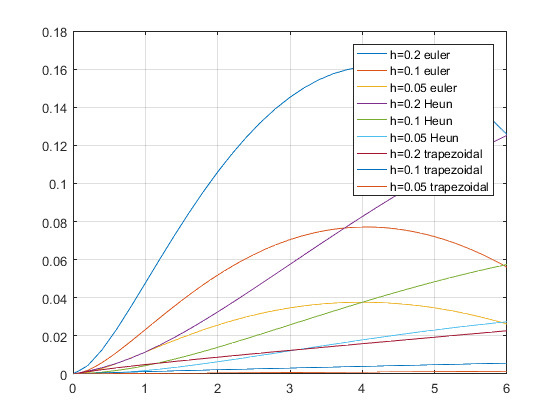 0.18
0.16
0.14
0.12
0.1
0.08
0.06
0.04
0.02
0
h=0.2 euler
h=0.1 euler
h=0.05 euler
h=0.2 Heun
h=0.1 Heun
h=0.05 Heun
h=0.2 trapezoidal
h=0.1 trapezoidal
h=0.05 trapezoidal
0 1 2 3 4 5 6